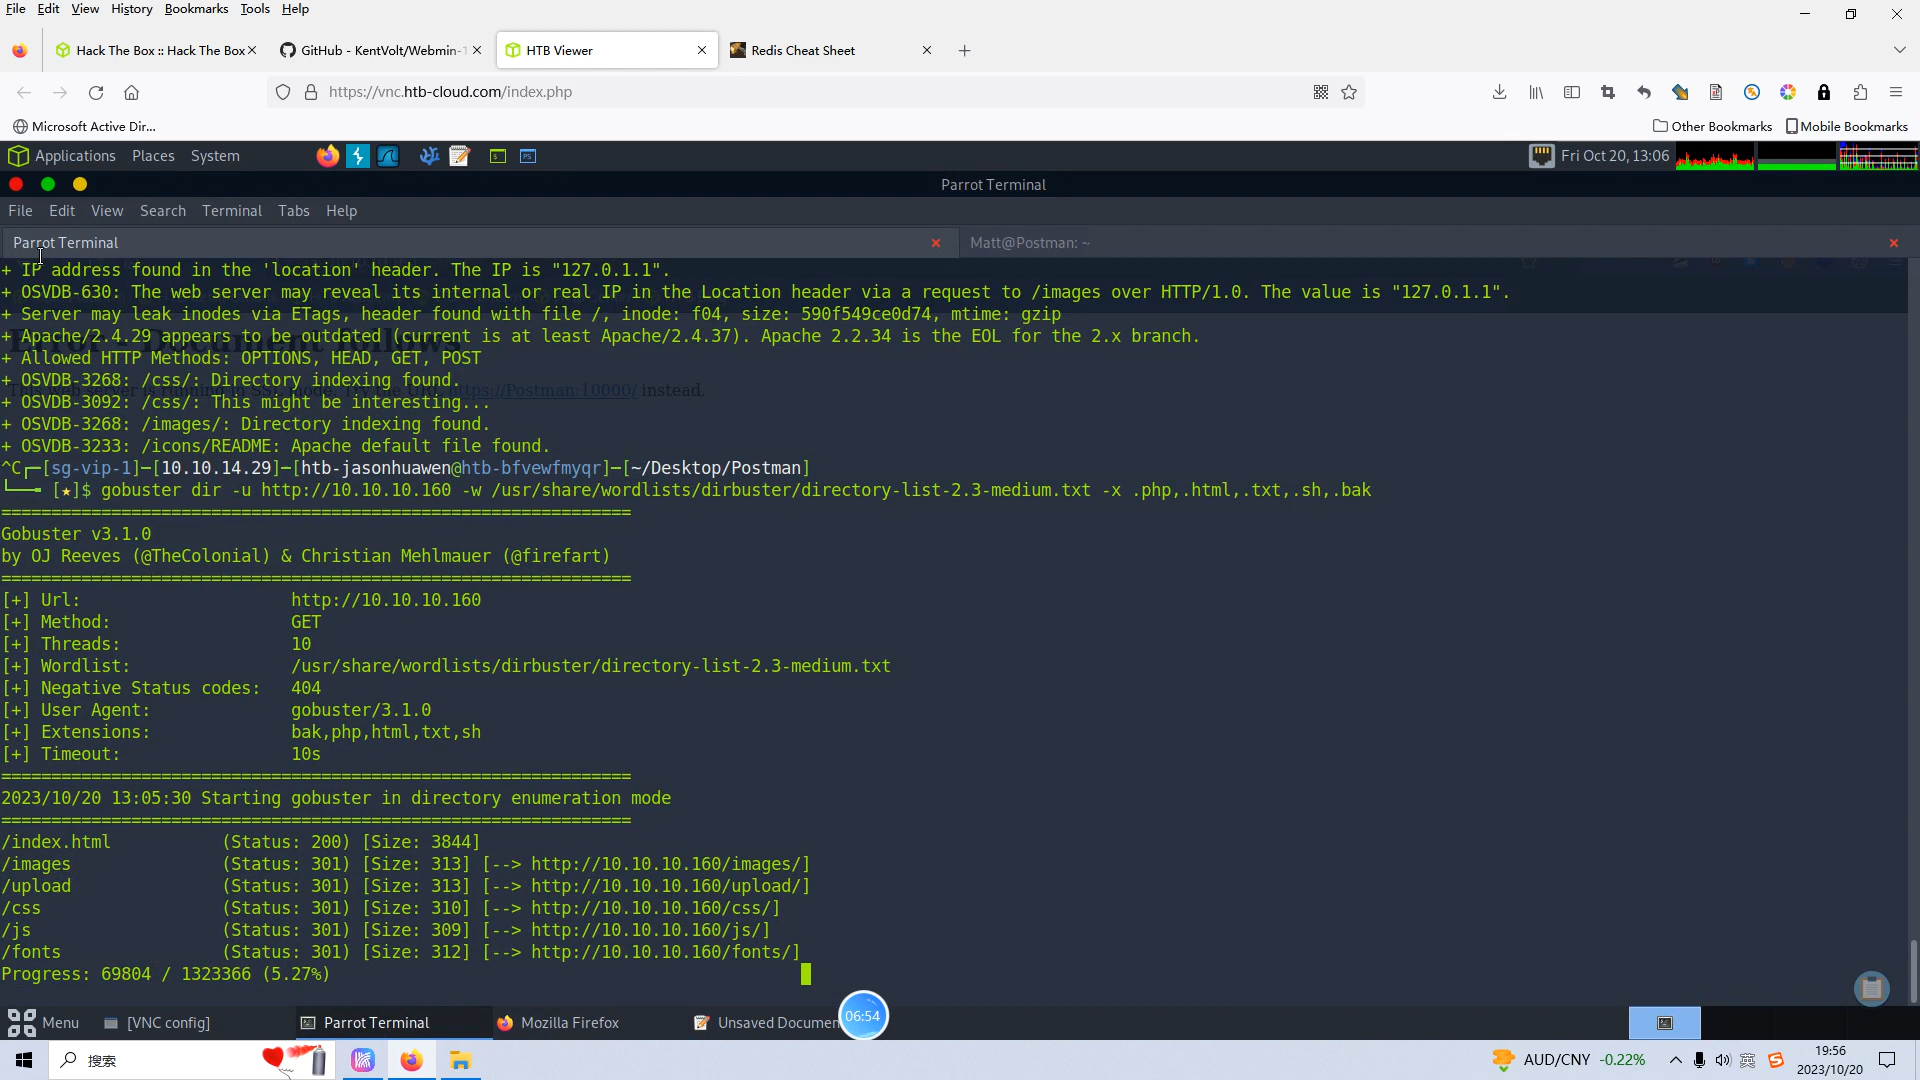 File Edit View History Bookmarks Tools Help
Hack The Box :: Hack The Box
GitHub - KentVolt/Webmin-
HTB Viewer
Redis Cheat Sheet
https://vnc.htb-cloud.com/index.php
Microsoft Active Dir...
Other Bookmarks
Mobile Bookmarks
Applications Places System
Fri Oct 20, 13:06
Parrot Terminal
File Edit View Search Terminal Tabs Help
Parrot Terminal
Matt@Postman: ~
+ IP address found in the 'location' header. The IP is "127.0.1.1".
+ OSVDB-630: The web server may reveal its internal or real IP in the Location header via a request to /images over HTTP/1.0. The value is "127.0.1.1".
+ Server may leak inodes via ETags, header found with file /, inode: f04, size: 590f549ce0d74, mtime: gzip
+ Apache/2.4.29 appears to be outdated (current is at least Apache/2.4.37). Apache 2.2.34 is the EOL for the 2.x branch.
Error - Document follows
+ Allowed HTTP Methods: OPTIONS, HEAD, GET, POST
+ OSVDB-3268: /css/: Directory indexing found.
This web server is running in SSL mode. Try the URL https://Postman:10000/ instead.
+ OSVDB-3092: /css/: This might be interesting...
+ OSVDB-3268: /images/: Directory indexing found.
+ OSVDB-3233: /icons/README: Apache default file found.
^C┌─[sg-vip-1]─[10.10.14.29]─[htb-jasonhuawen@htb-bfvewfmyqr]─[~/Desktop/Postman]
└──╼ [★]$ gobuster dir -u http://10.10.10.160 -w /usr/share/wordlists/dirbuster/directory-list-2.3-medium.txt -x .php,.html,.txt,.sh,.bak
===============================================================
Gobuster v3.1.0
by OJ Reeves (@TheColonial) & Christian Mehlmauer (@firefart)
===============================================================
[+] Url: http://10.10.10.160
[+] Method: GET
[+] Threads: 10
[+] Wordlist: /usr/share/wordlists/dirbuster/directory-list-2.3-medium.txt
[+] Negative Status codes: 404
[+] User Agent: gobuster/3.1.0
[+] Extensions: bak,php,html,txt,sh
[+] Timeout: 10s
===============================================================
2023/10/20 13:05:30 Starting gobuster in directory enumeration mode
===============================================================
/index.html (Status: 200) [Size: 3844]
/images (Status: 301) [Size: 313] [--> http://10.10.10.160/images/]
/upload (Status: 301) [Size: 313] [--> http://10.10.10.160/upload/]
/css (Status: 301) [Size: 310] [--> http://10.10.10.160/css/]
/js (Status: 301) [Size: 309] [--> http://10.10.10.160/js/]
/fonts (Status: 301) [Size: 312] [--> http://10.10.10.160/fonts/]
Progress: 69804 / 1323366 (5.27%)
Menu [VNC config] Parrot Terminal Mozilla Firefox Unsaved Documen 06:54
搜索
AUD/CNY -0.22%
英
19:56
2023/10/20